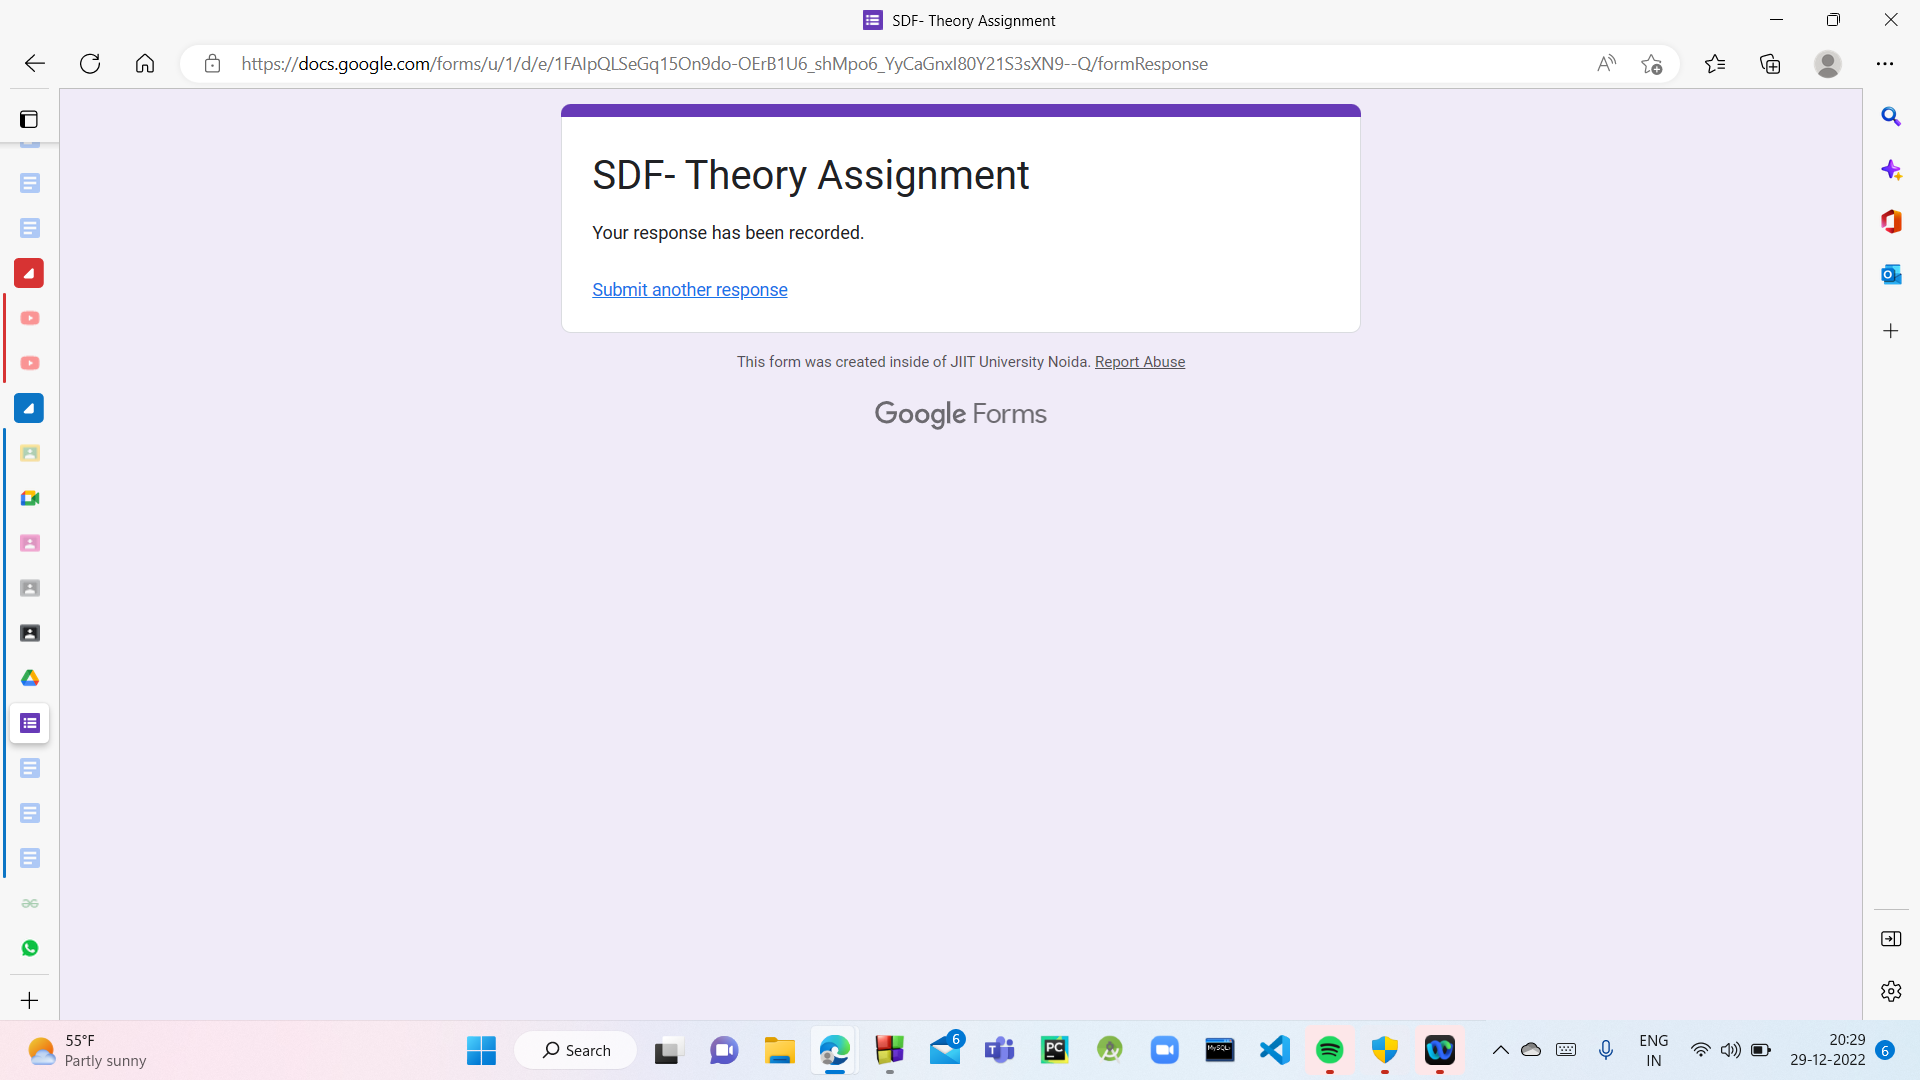 SDF- Theory Assignment
https://docs.google.com/forms/u/1/d/e/1FAIpQLSeGq15On9do-OErB1U6_shMpo6_YyCaGnxI80Y21S3sXN9--Q/formResponse
SDF- Theory Assignment
Your response has been recorded.
Submit another response
This form was created inside of JIIT University Noida. Report Abuse
Google Forms
55°F
Partly sunny
Search
6
PC
MySQL
ENG
IN
20:29
29-12-2022
6